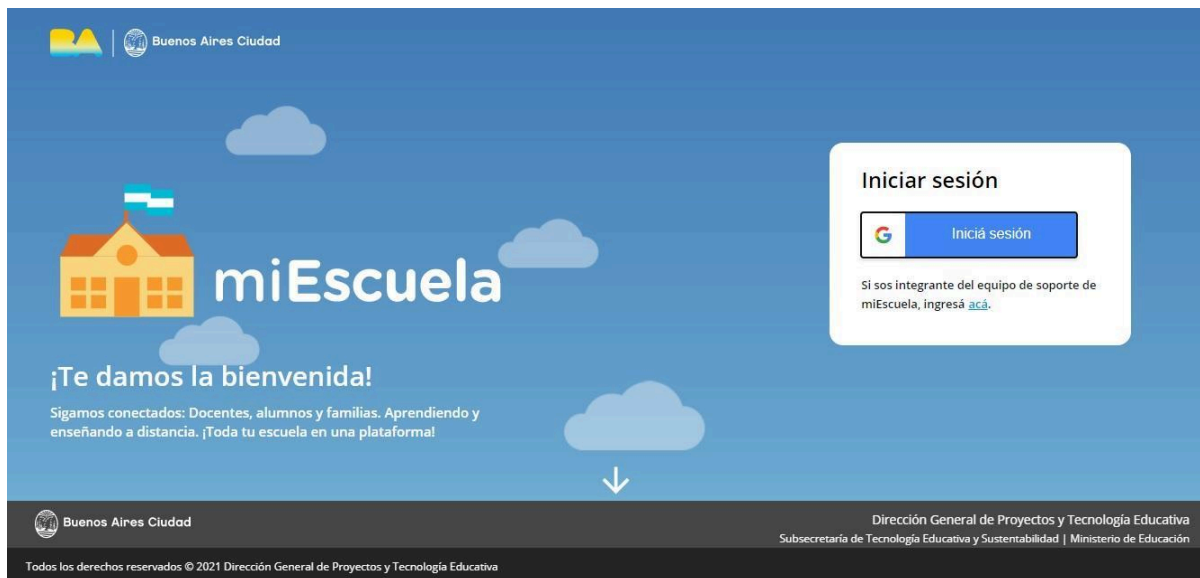 BA
Buenos Aires Ciudad
miEscuela
¡Te damos la bienvenida!
Sigamos conectados: Docentes, alumnos y familias. Aprendiendo y
enseñando a distancia. ¡Toda tu escuela en una plataforma!
Iniciar sesión
G
Iniciá sesión
Si sos integrante del equipo de soporte de
miEscuela, ingresá acá.
Buenos Aires Ciudad
Dirección General de Proyectos y Tecnología Educativa
Subsecretaría de Tecnología Educativa y Sustentabilidad | Ministerio de Educación
Todos los derechos reservados © 2021 Dirección General de Proyectos y Tecnología Educativa